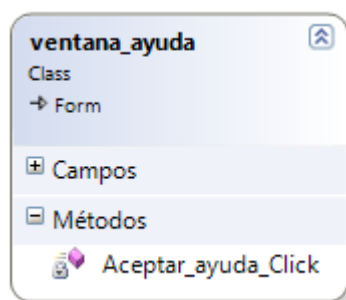 ventana_ayuda
Class
Form
Campos
Métodos
Aceptar_ayuda_Click